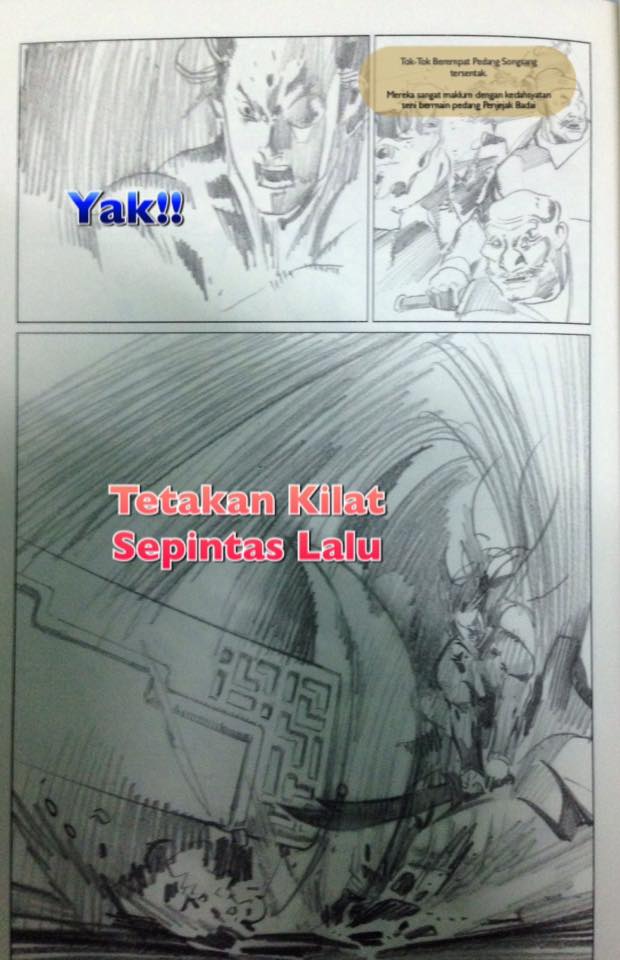 Yak!!
Tok-Tok Berempat Pedang Songsang
tersentak.
Mereka sangat maklum dengan kedahsyatan
seni bermain pedang Penjejak Badai
Tetakan Kilat
Sepintas Lalu